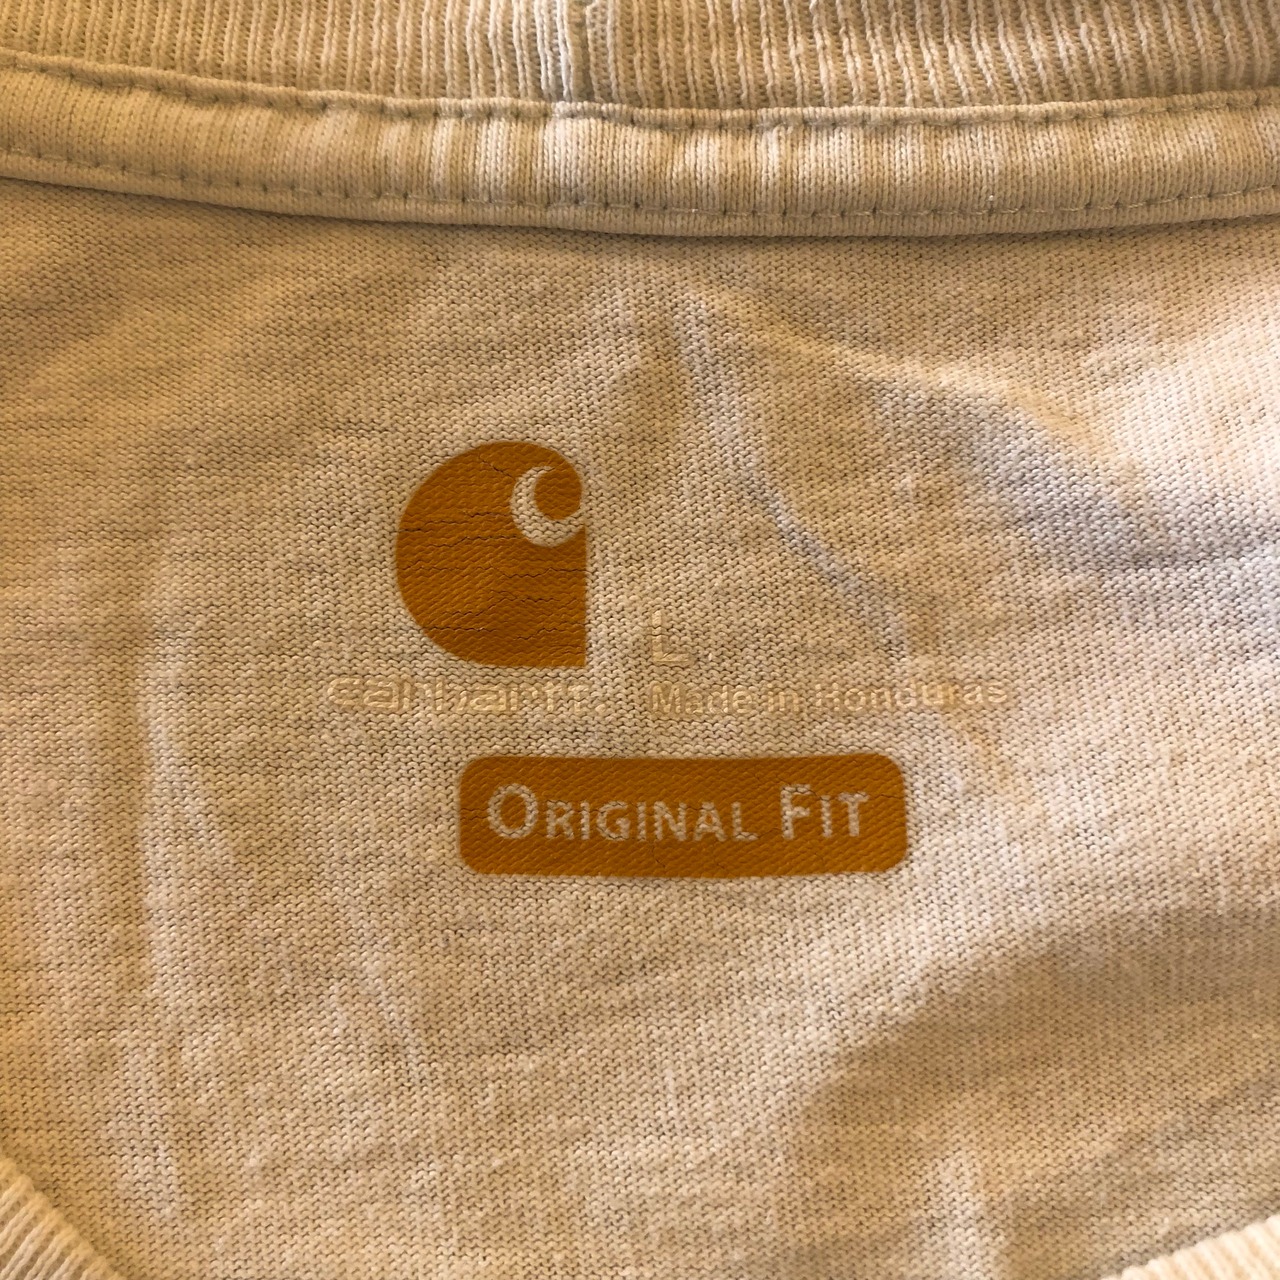 L
carhartt.
Made in Honduras
ORIGINAL FIT